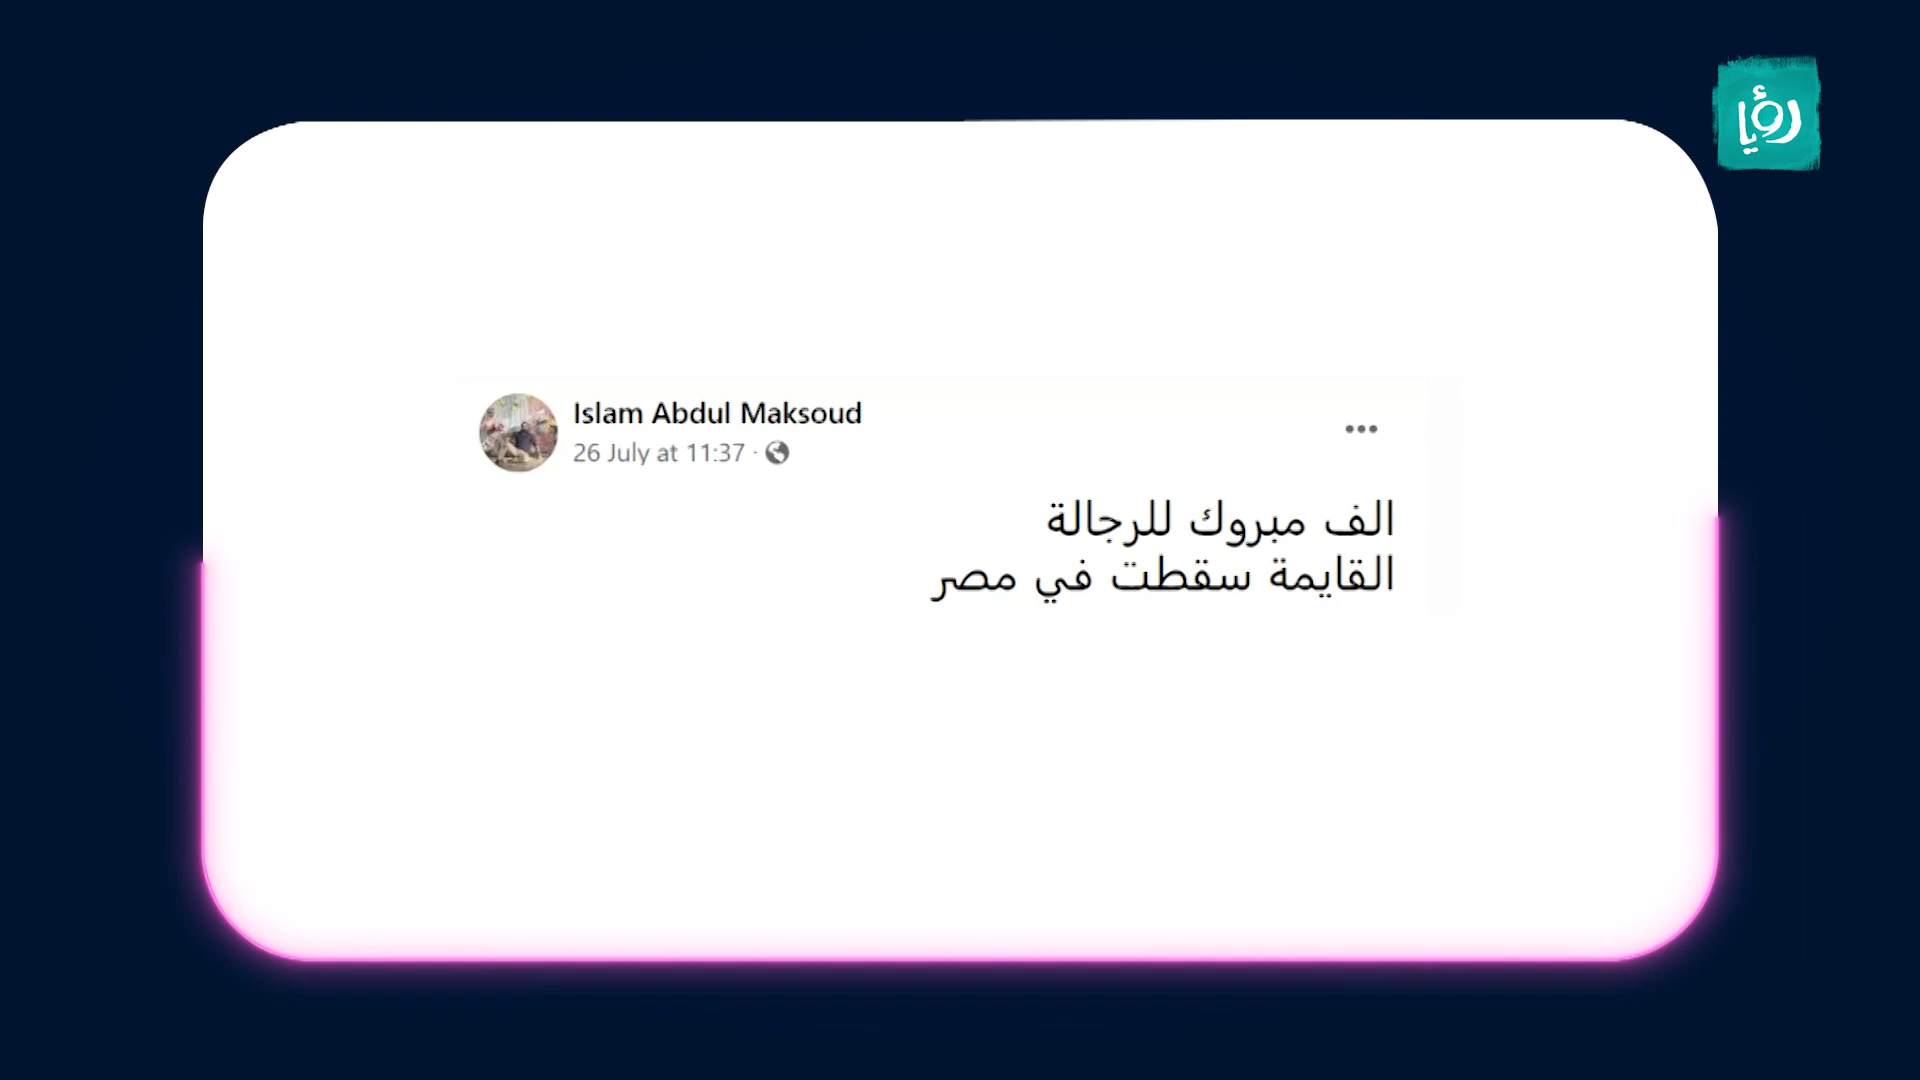 رؤيا
Islam Abdul Maksoud
26 July at 11:37 ·
الف مبروك للرجالة
القايمة سقطت في مصر